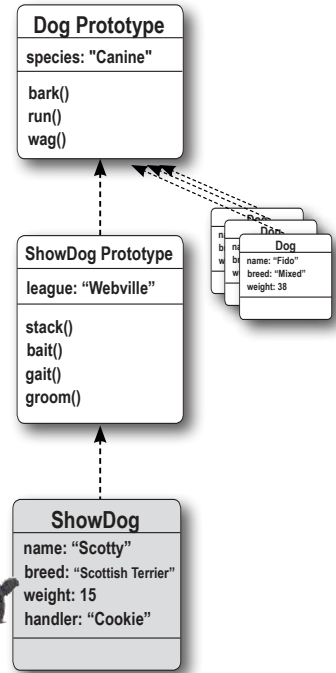 Dog Prototype
species: "Canine"
bark()
run()
wag()
ShowDog Prototype
league: “Webville”
stack()
bait()
gait()
groom()
Dog
name: “Fido”
breed: “Mixed”
weight: 38
ShowDog
name: “Scotty”
breed: “Scottish Terrier”
weight: 15
handler: “Cookie”